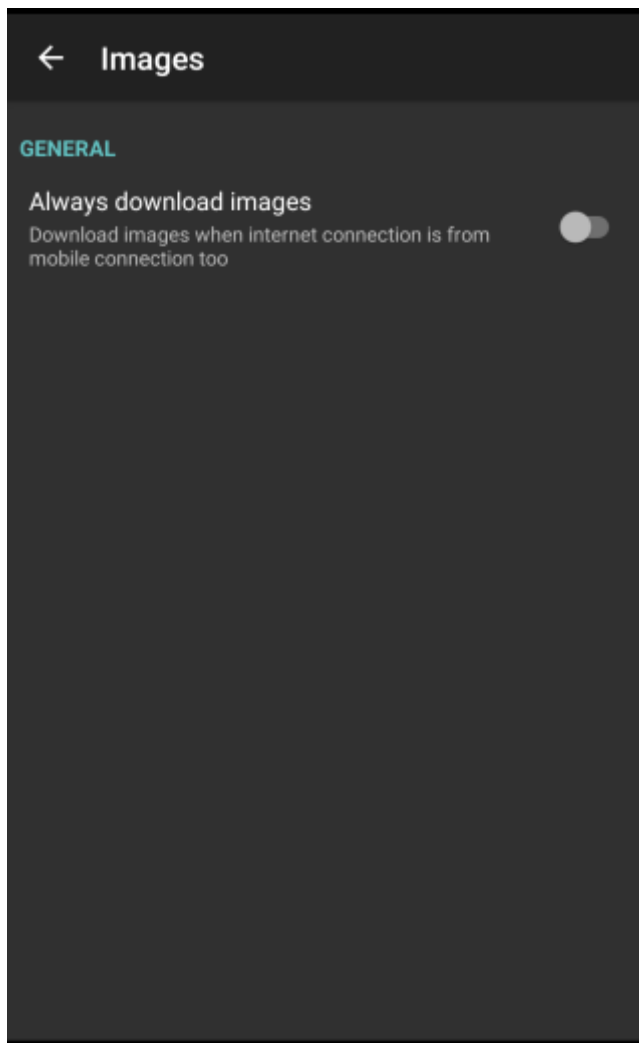 Images
GENERAL
Always download images
Download images when internet connection is from
mobile connection too